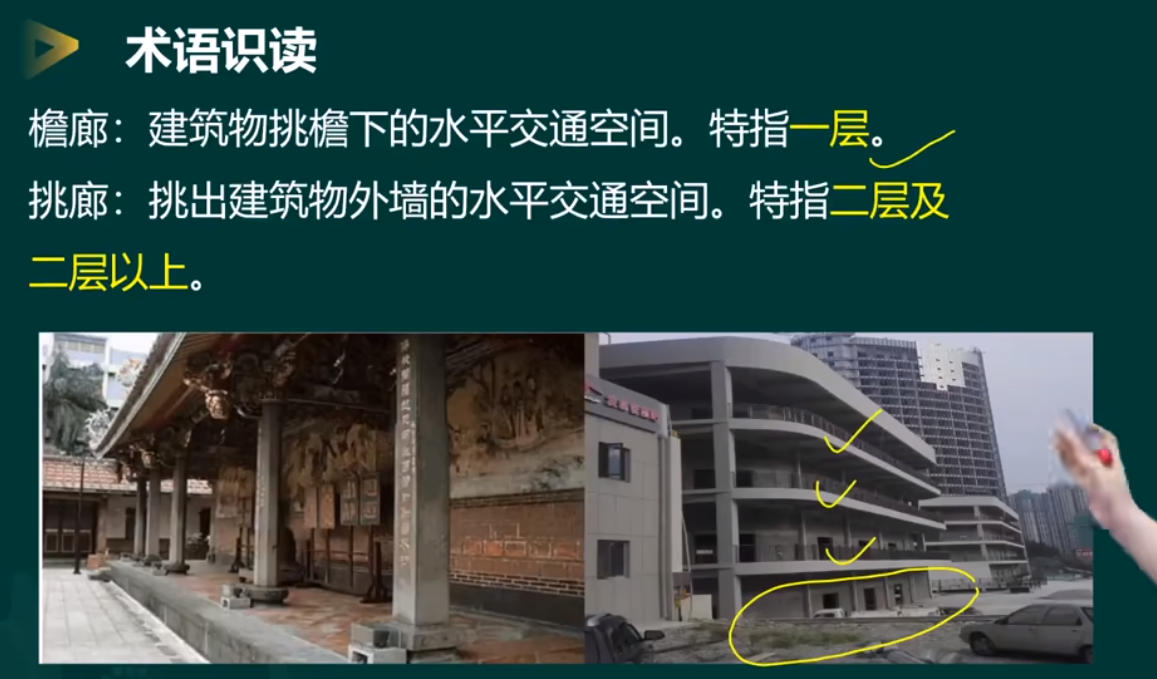 术语识读
檐廊：建筑物挑檐下的水平交通空间。特指一层。
挑廊：挑出建筑物外墙的水平交通空间。特指二层及
二层以上。